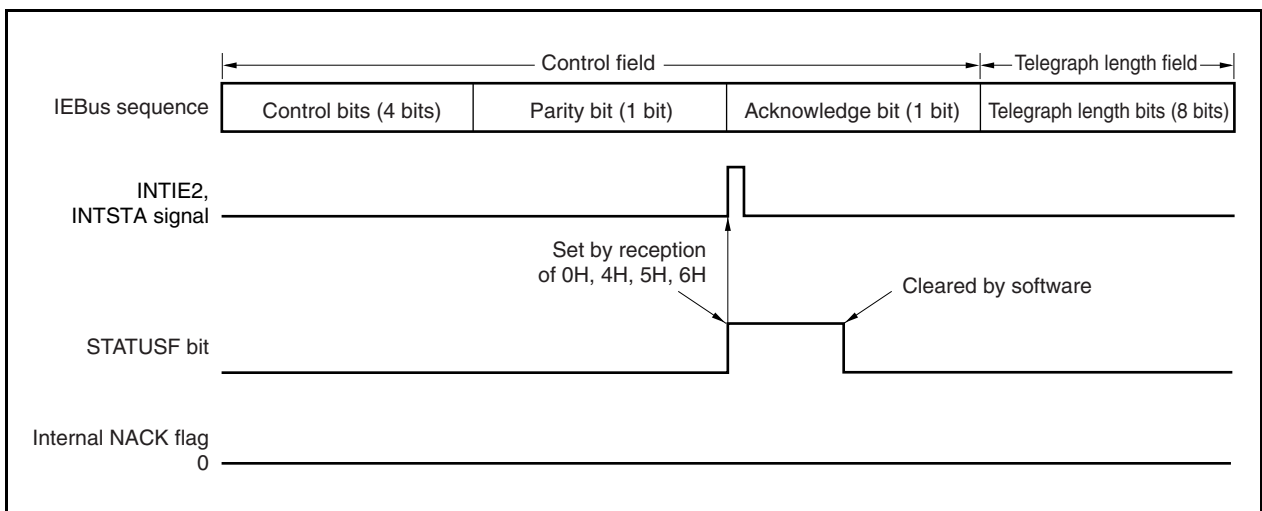 Control field
Telegraph length field
IEBus sequence
Control bits (4 bits)
Parity bit (1 bit)
Acknowledge bit (1 bit)
Telegraph length bits (8 bits)
INTIE2,
INTSTA signal
Set by reception
of 0H, 4H, 5H, 6H
Cleared by software
STATUSF bit
Internal NACK flag
0